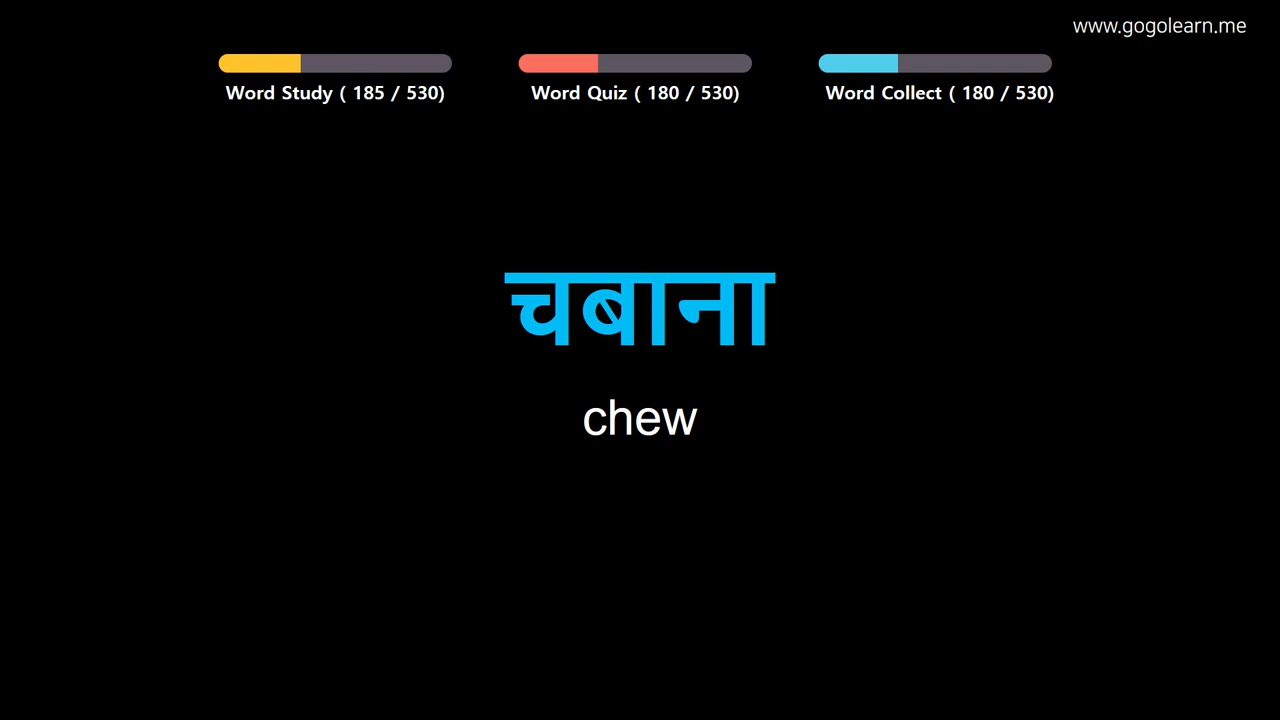 www.gogolearn.me
Word Study ( 185 / 530)
Word Quiz ( 180 / 530)
Word Collect ( 180 / 530)
चबाना
chew